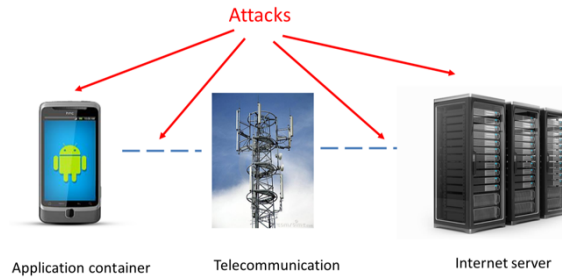 Attacks
Application container
Telecommunication
Internet server